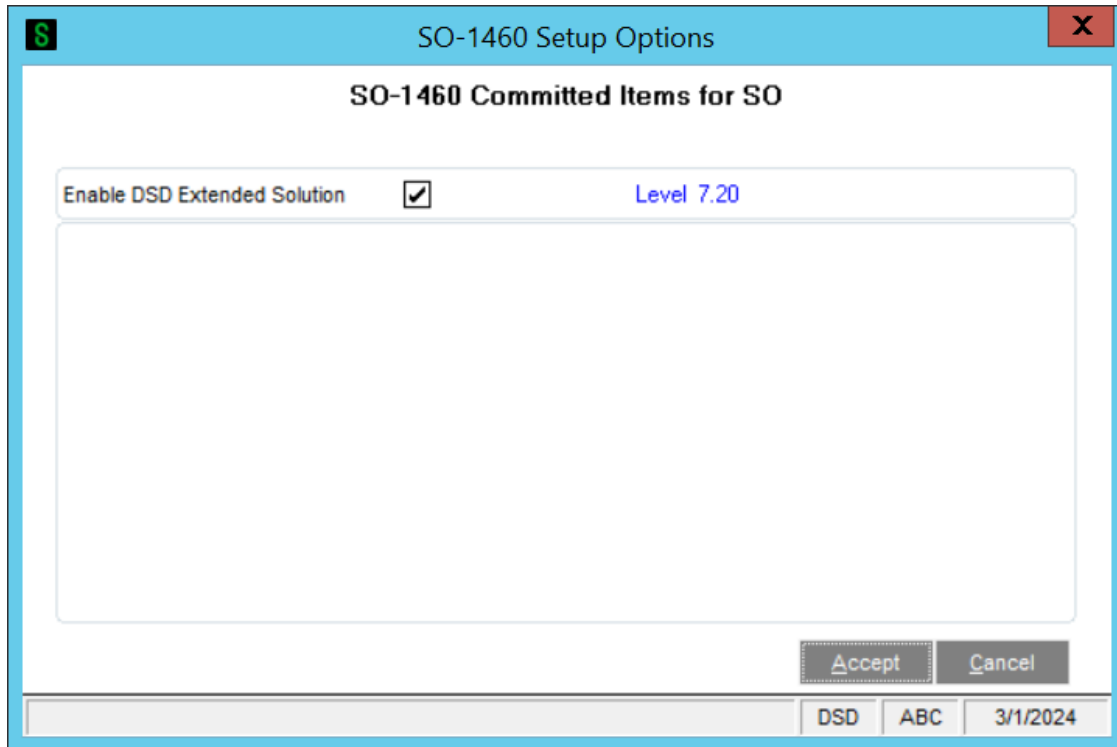 S SO-1460 Setup Options X
SO-1460 Committed Items for SO
Enable DSD Extended Solution Level 7.20
Accept Cancel
DSD ABC 3/1/2024